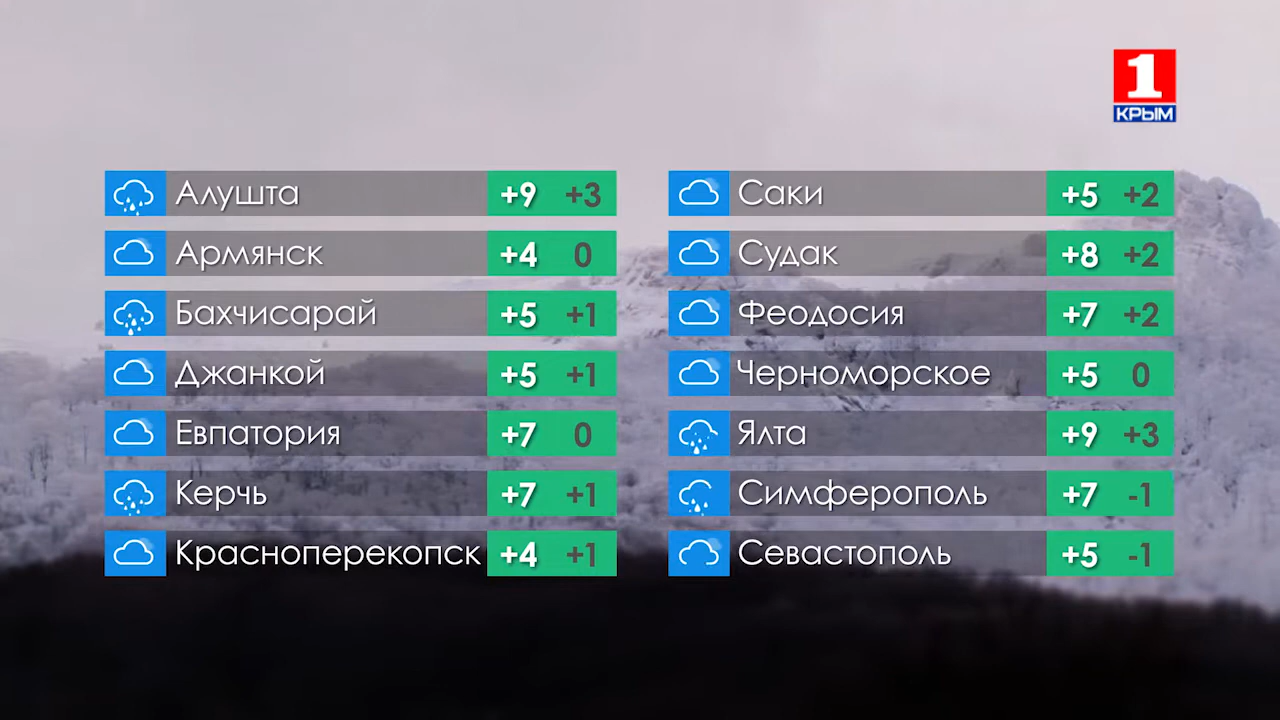 1
КРЫМ
Алушта +9 +3
Армянск +4 0
Бахчисарай +5 +1
Джанкой +5 +1
Евпатория +7 0
Керчь +7 +1
Красноперекопск +4 +1
Саки +5 +2
Судак +8 +2
Феодосия +7 +2
Черноморское +5 0
Ялта +9 +3
Симферополь +7 -1
Севастополь +5 -1